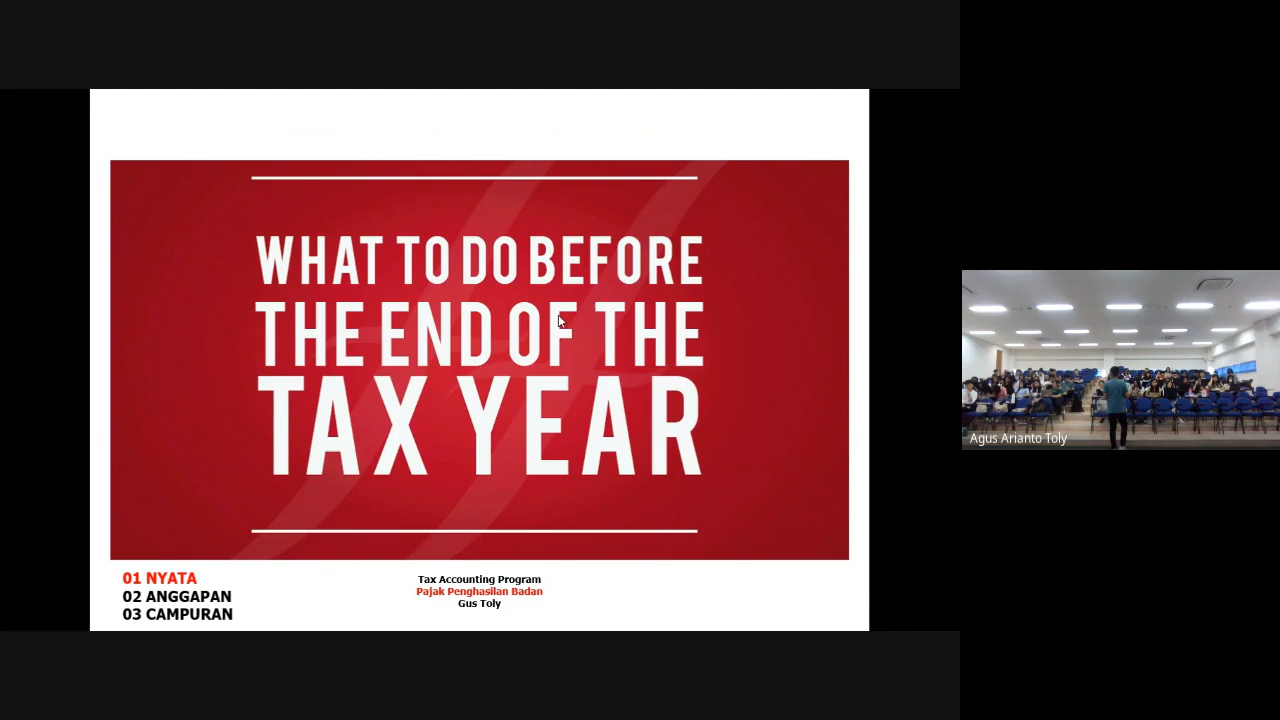 WHAT TO DO BEFORE
THE END OF THE
TAX YEAR
01 NYATA
02 ANGGAPAN
03 CAMPURAN
Tax Accounting Program
Pajak Penghasilan Badan
Gus Toly
Agus Arianto Toly